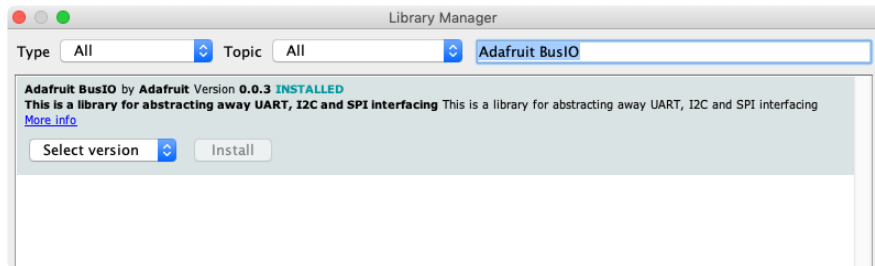 Library Manager
Type All Topic All Adafruit BusIO
Adafruit BusIO by Adafruit Version 0.0.3 INSTALLED
This is a library for abstracting away UART, I2C and SPI interfacing This is a library for abstracting away UART, I2C and SPI interfacing
More info
Select version Install